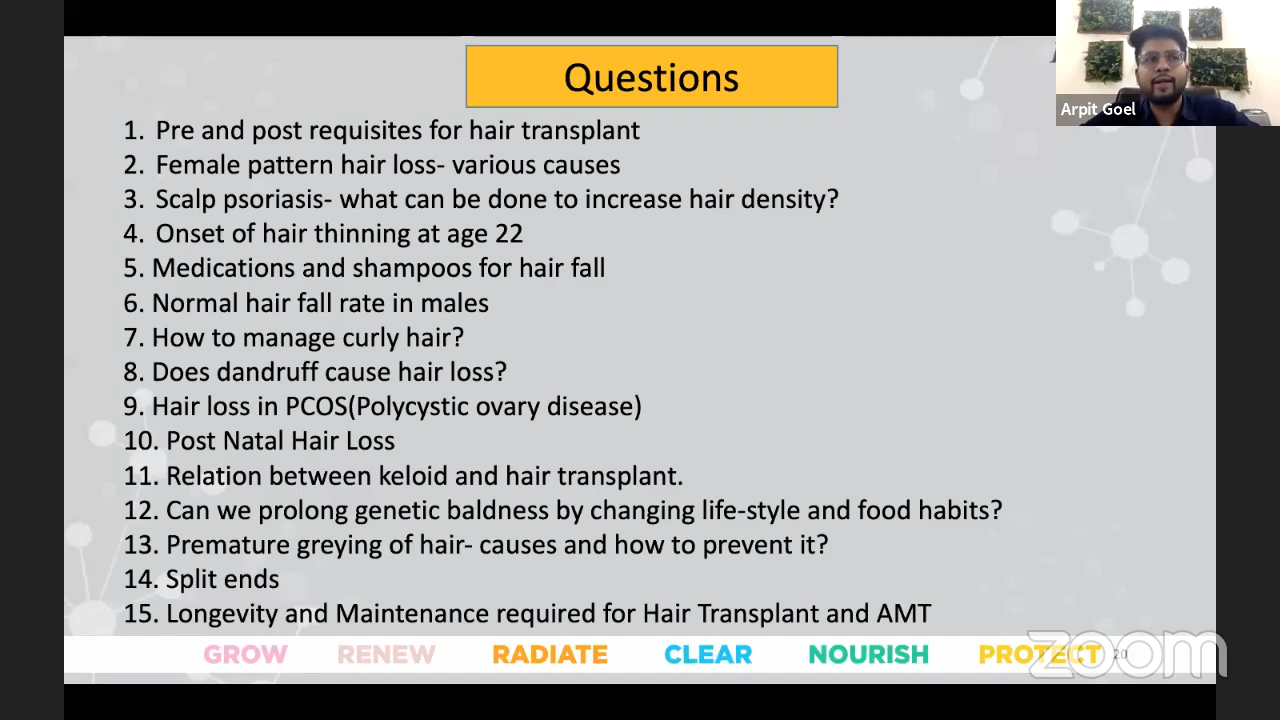 Questions
Arpit Goel
1. Pre and post requisites for hair transplant
2. Female pattern hair loss- various causes
3. Scalp psoriasis- what can be done to increase hair density?
4. Onset of hair thinning at age 22
5. Medications and shampoos for hair fall
6. Normal hair fall rate in males
7. How to manage curly hair?
8. Does dandruff cause hair loss?
9. Hair loss in PCOS(Polycystic ovary disease)
10. Post Natal Hair Loss
11. Relation between keloid and hair transplant.
12. Can we prolong genetic baldness by changing life-style and food habits?
13. Premature greying of hair- causes and how to prevent it?
14. Split ends
15. Longevity and Maintenance required for Hair Transplant and AMT
GROW RENEW RADIATE CLEAR NOURISH PROTECT 20
zoom